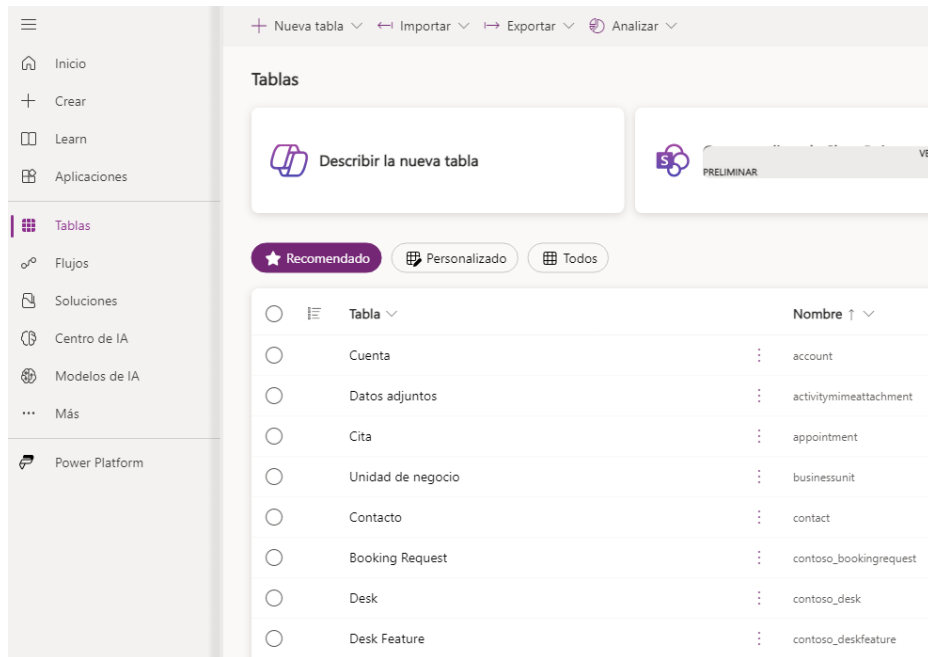 Nueva tabla Importar Exportar Analizar
Inicio
Crear
Learn
Aplicaciones
Tablas
Flujos
Soluciones
Centro de IA
Modelos de IA
Más
Power Platform
Tablas
Describir la nueva tabla
PRELIMINAR
Recomendado Personalizado Todos
Tabla Nombre ↑
Cuenta account
Datos adjuntos activitymimeattachment
Cita appointment
Unidad de negocio businessunit
Contacto contact
Booking Request contoso_bookingrequest
Desk contoso_desk
Desk Feature contoso_deskfeature